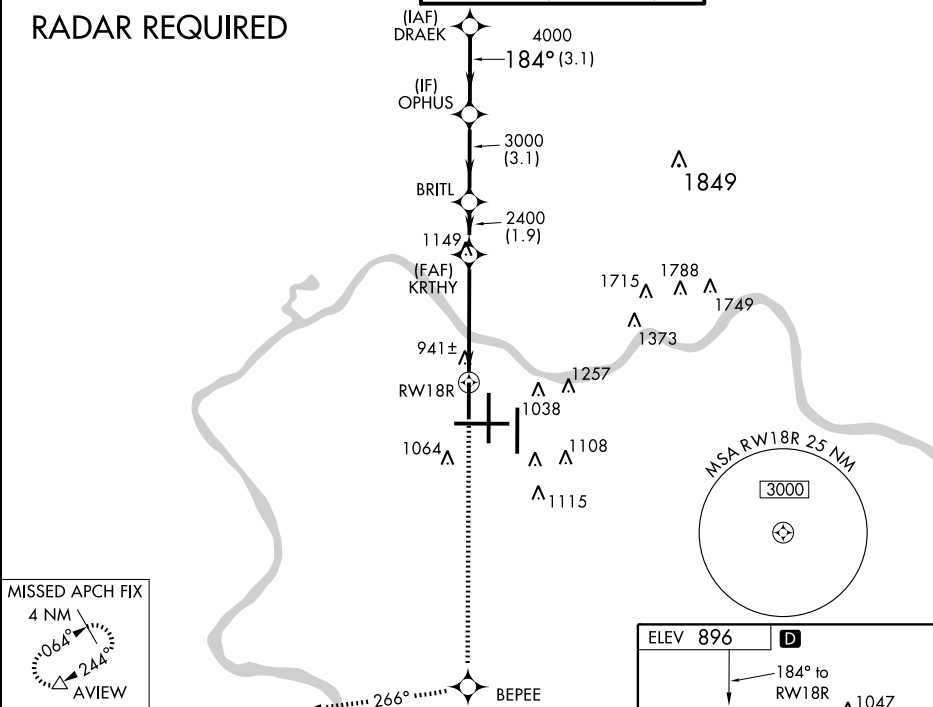 RADAR REQUIRED
(IAF)
DRAEK
4000
184° (3.1)
(IF)
OPHUS
3000
(3.1)
1849
BRITL
2400
(1.9)
1149
(FAF)
KRTHY
1715
1788
1749
1373
941±
RW18R
1257
1038
1064
1108
1115
MSA RW18R 25 NM
3000
MISSED APCH FIX
4 NM
064°
244°
AVIEW
266°
BEPEE
ELEV 896
D
184° to
RW18R
1047